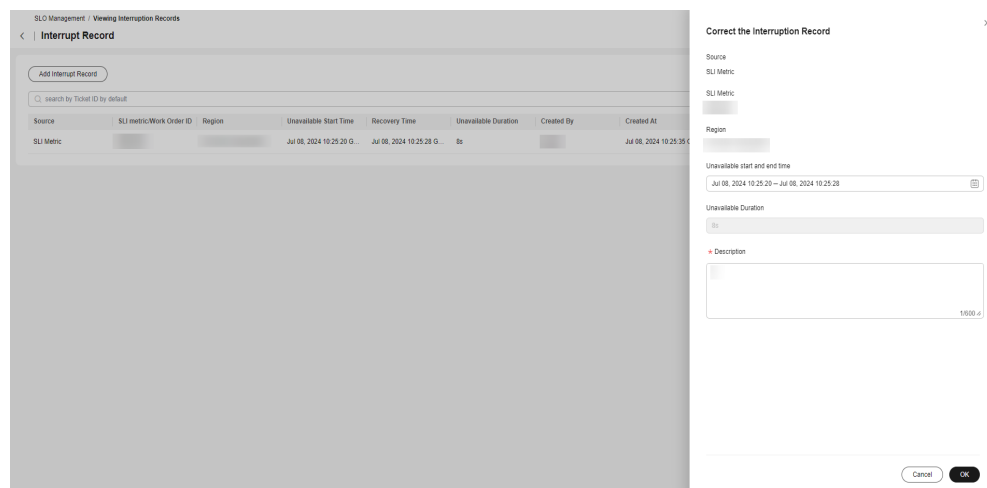 SLO Management / Viewing Interruption Records
Interrupt Record
Add Interrupt Record
search by Ticket ID by default
Source SLI metric/Work Order ID Region Unavailable Start Time Recovery Time Unavailable Duration Created By Created At
SLI Metric Jul 08, 2024 10:25:20 G... Jul 08, 2024 10:25:28 G... 8s Jul 08, 2024 10:25:35
Correct the Interruption Record
Source
SLI Metric
SLI Metric
Region
Unavailable start and end time
Jul 08, 2024 10:25:20 — Jul 08, 2024 10:25:28
Unavailable Duration
8s
* Description
1/600
Cancel OK